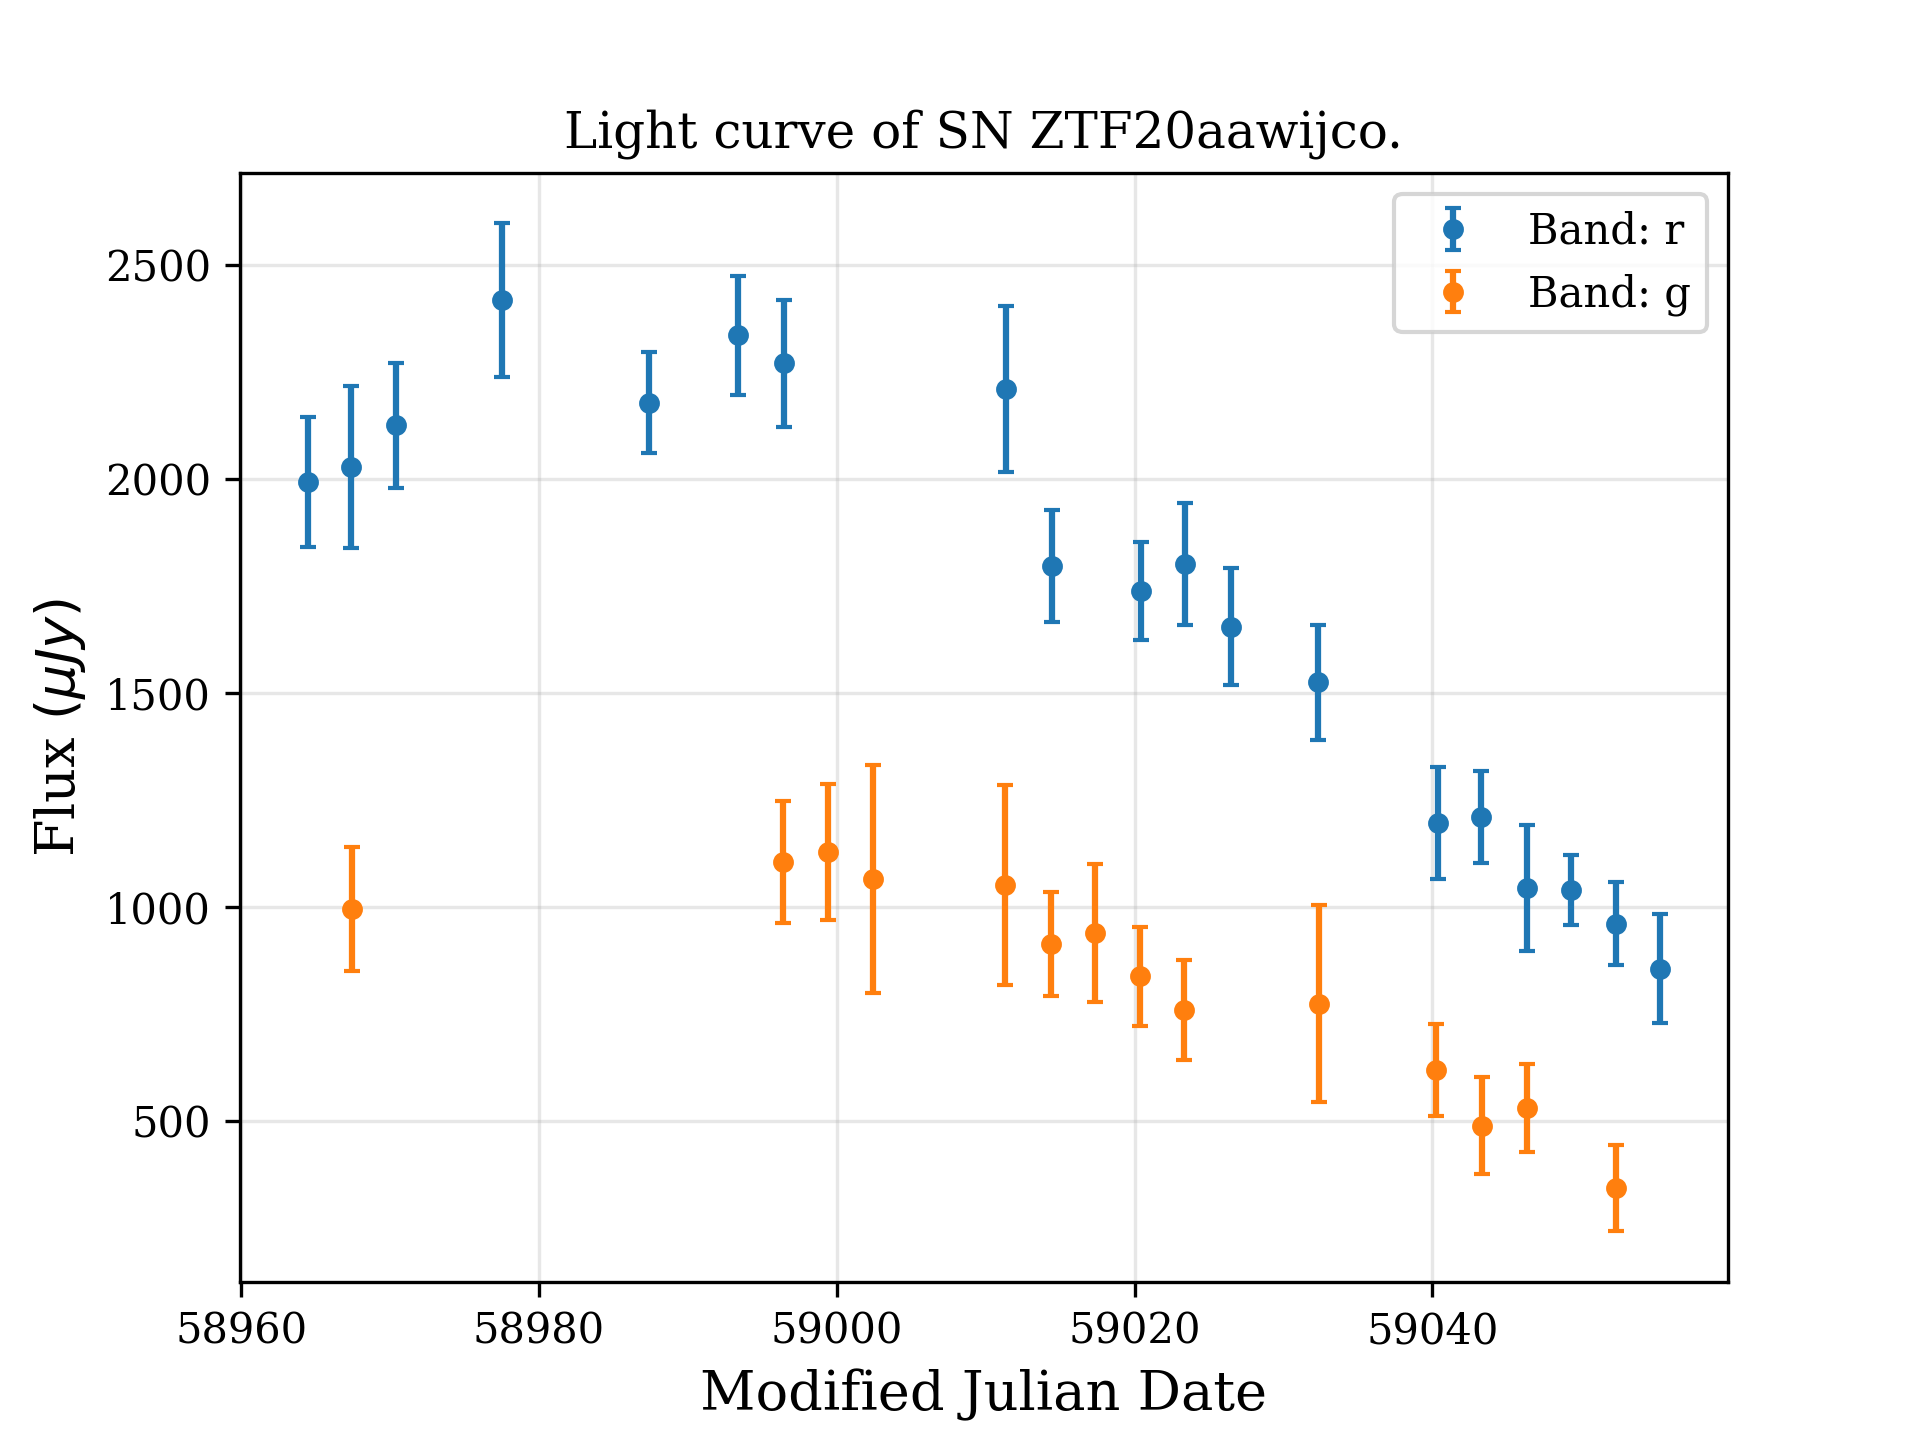 Light curve of SN ZTF20aawijco.
Band: r
Band: g
2500
2000
1500
1000
500
Flux (μJy)
58960 58980 59000 59020 59040
Modified Julian Date